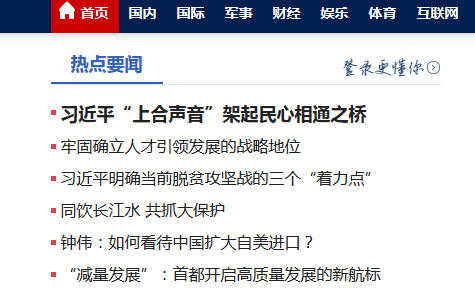 首页 国内 国际 军事 财经 娱乐 体育 互联网
热点要闻 登录更懂你
习近平“上合声音”架起民心相通之桥
牢固确立人才引领发展的战略地位
习近平明确当前脱贫攻坚战的三个“着力点”
同饮长江水 共抓大保护
钟伟：如何看待中国扩大自美进口？
“减量发展”：首都开启高质量发展的新航标